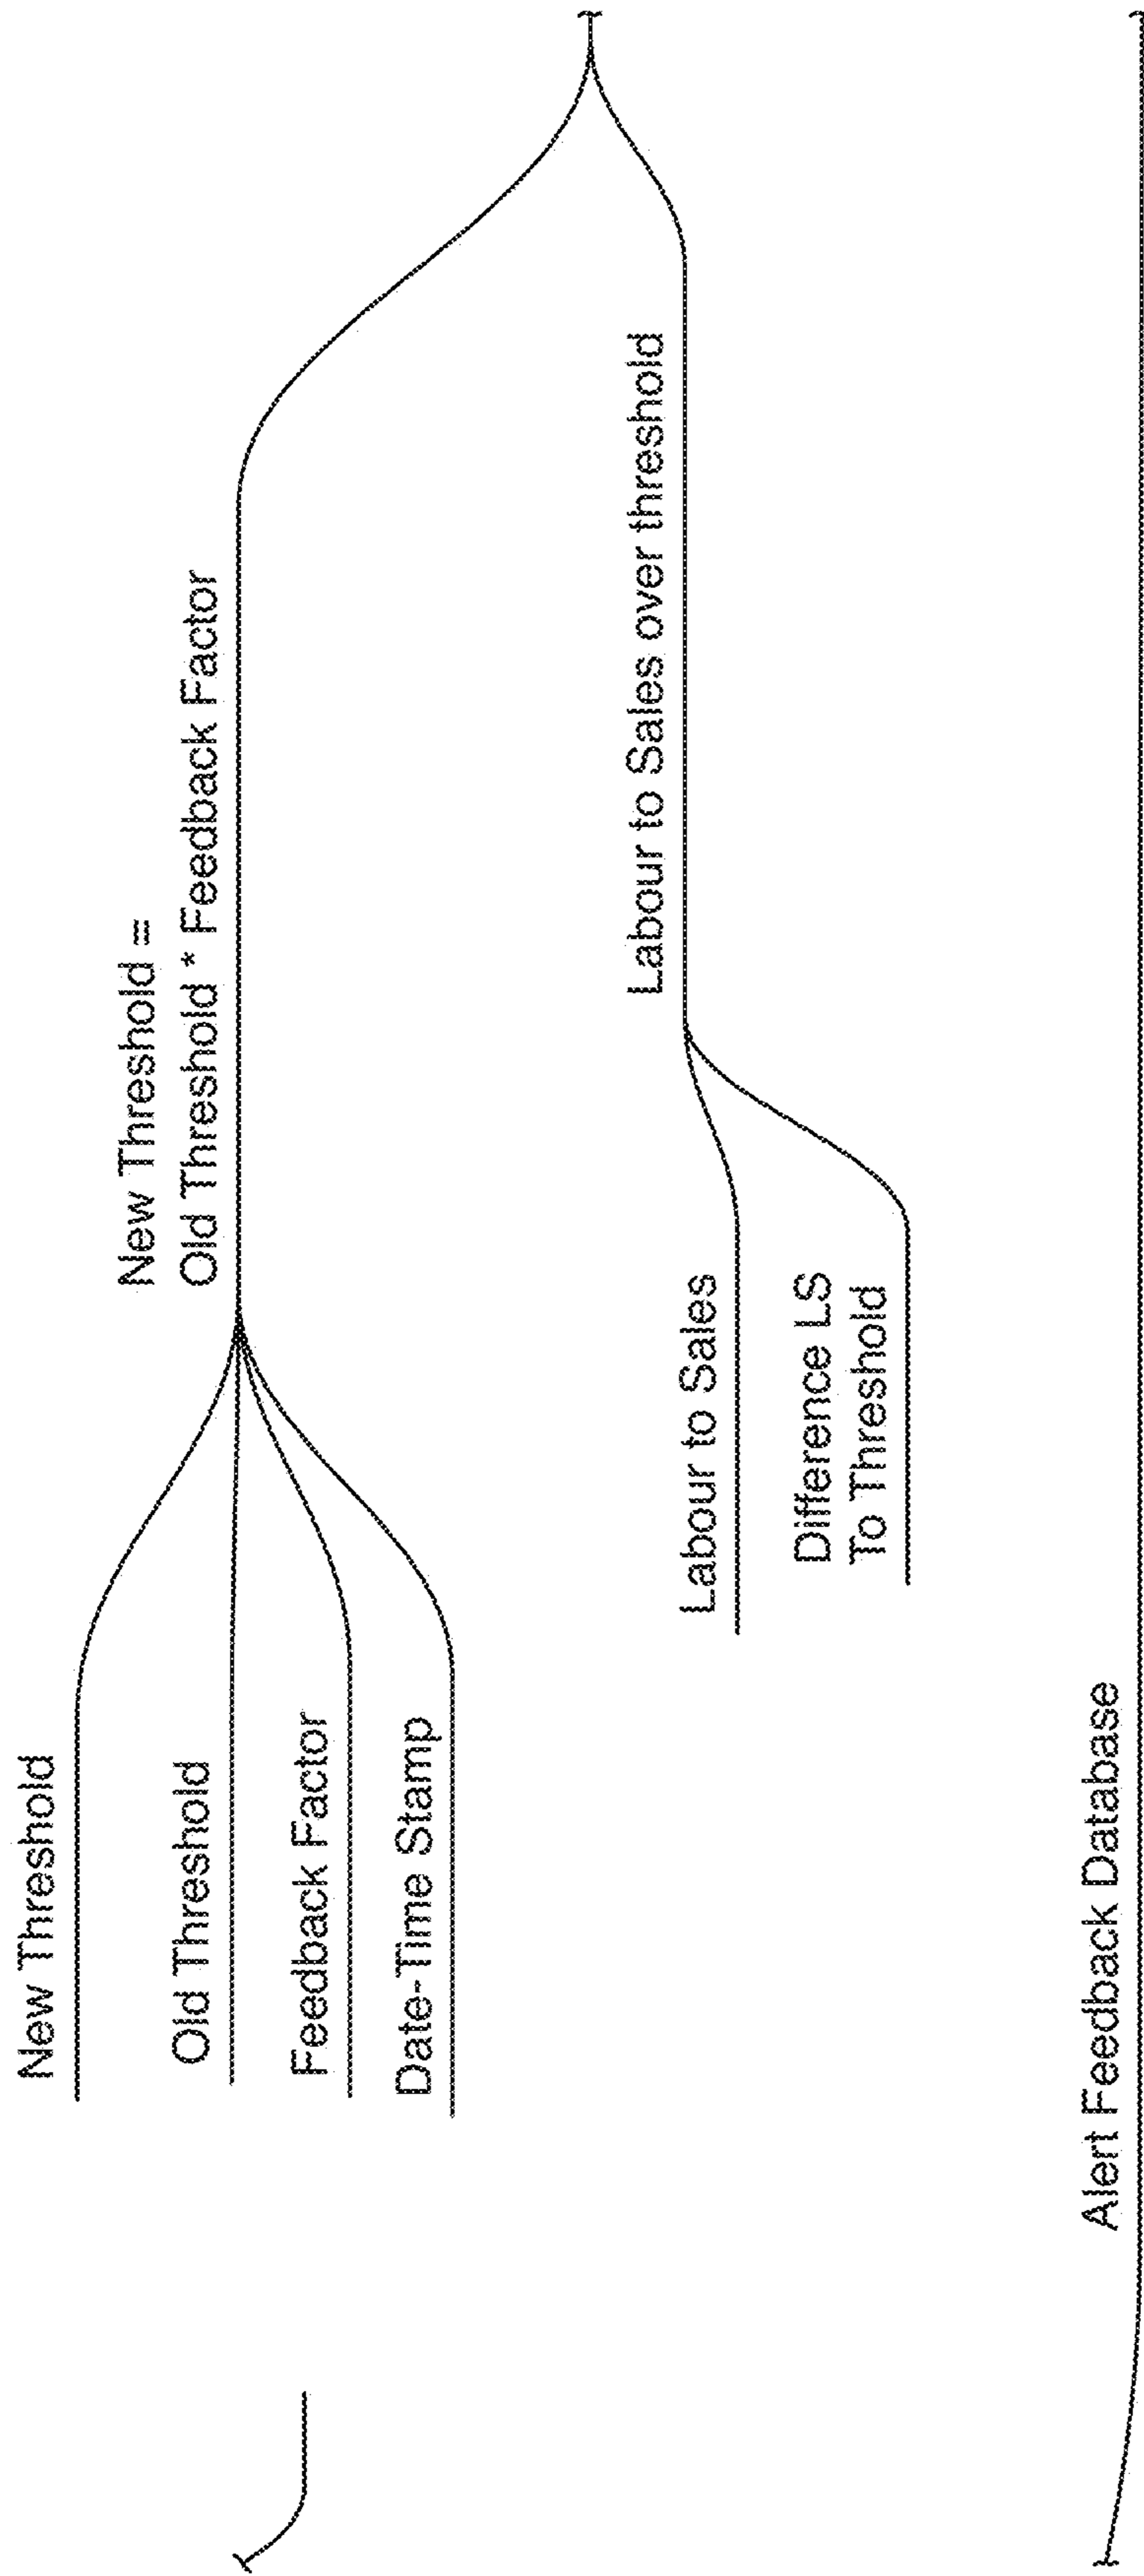 New Threshold
Old Threshold
Feedback Factor
Date-Time Stamp
New Threshold =
Old Threshold * Feedback Factor
Labour to Sales
Difference LS
To Threshold
Labour to Sales over threshold
Alert Feedback Database